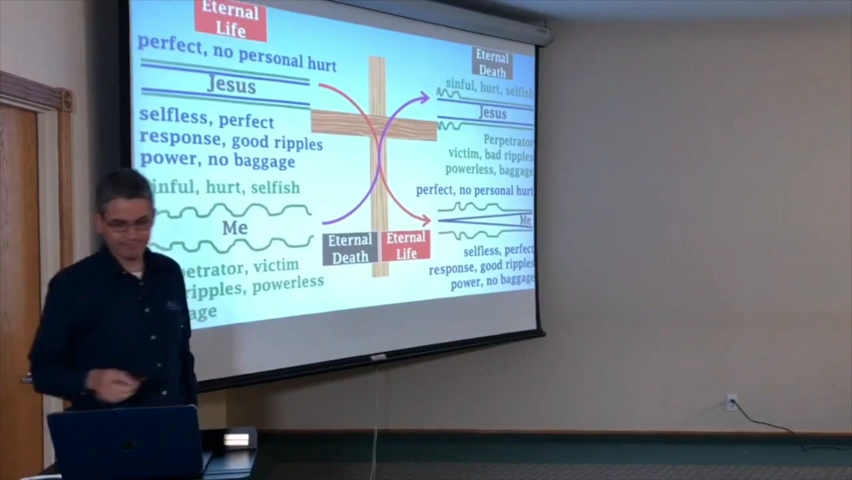 Eternal
Life
perfect, no personal hurt
Jesus
selfless, perfect
response, good ripples
power, no baggage
sinful, hurt, selfish
Me
petrator, victim
ripples, powerless
age
Eternal
Death
Eternal
Life
Eternal
Death
sinful, hurt, selfish
Jesus
Perpetrator
victim, bad ripples
powerless, baggage
perfect, no personal hurt
Me
selfless, perfect
response, good ripples
power, no baggage